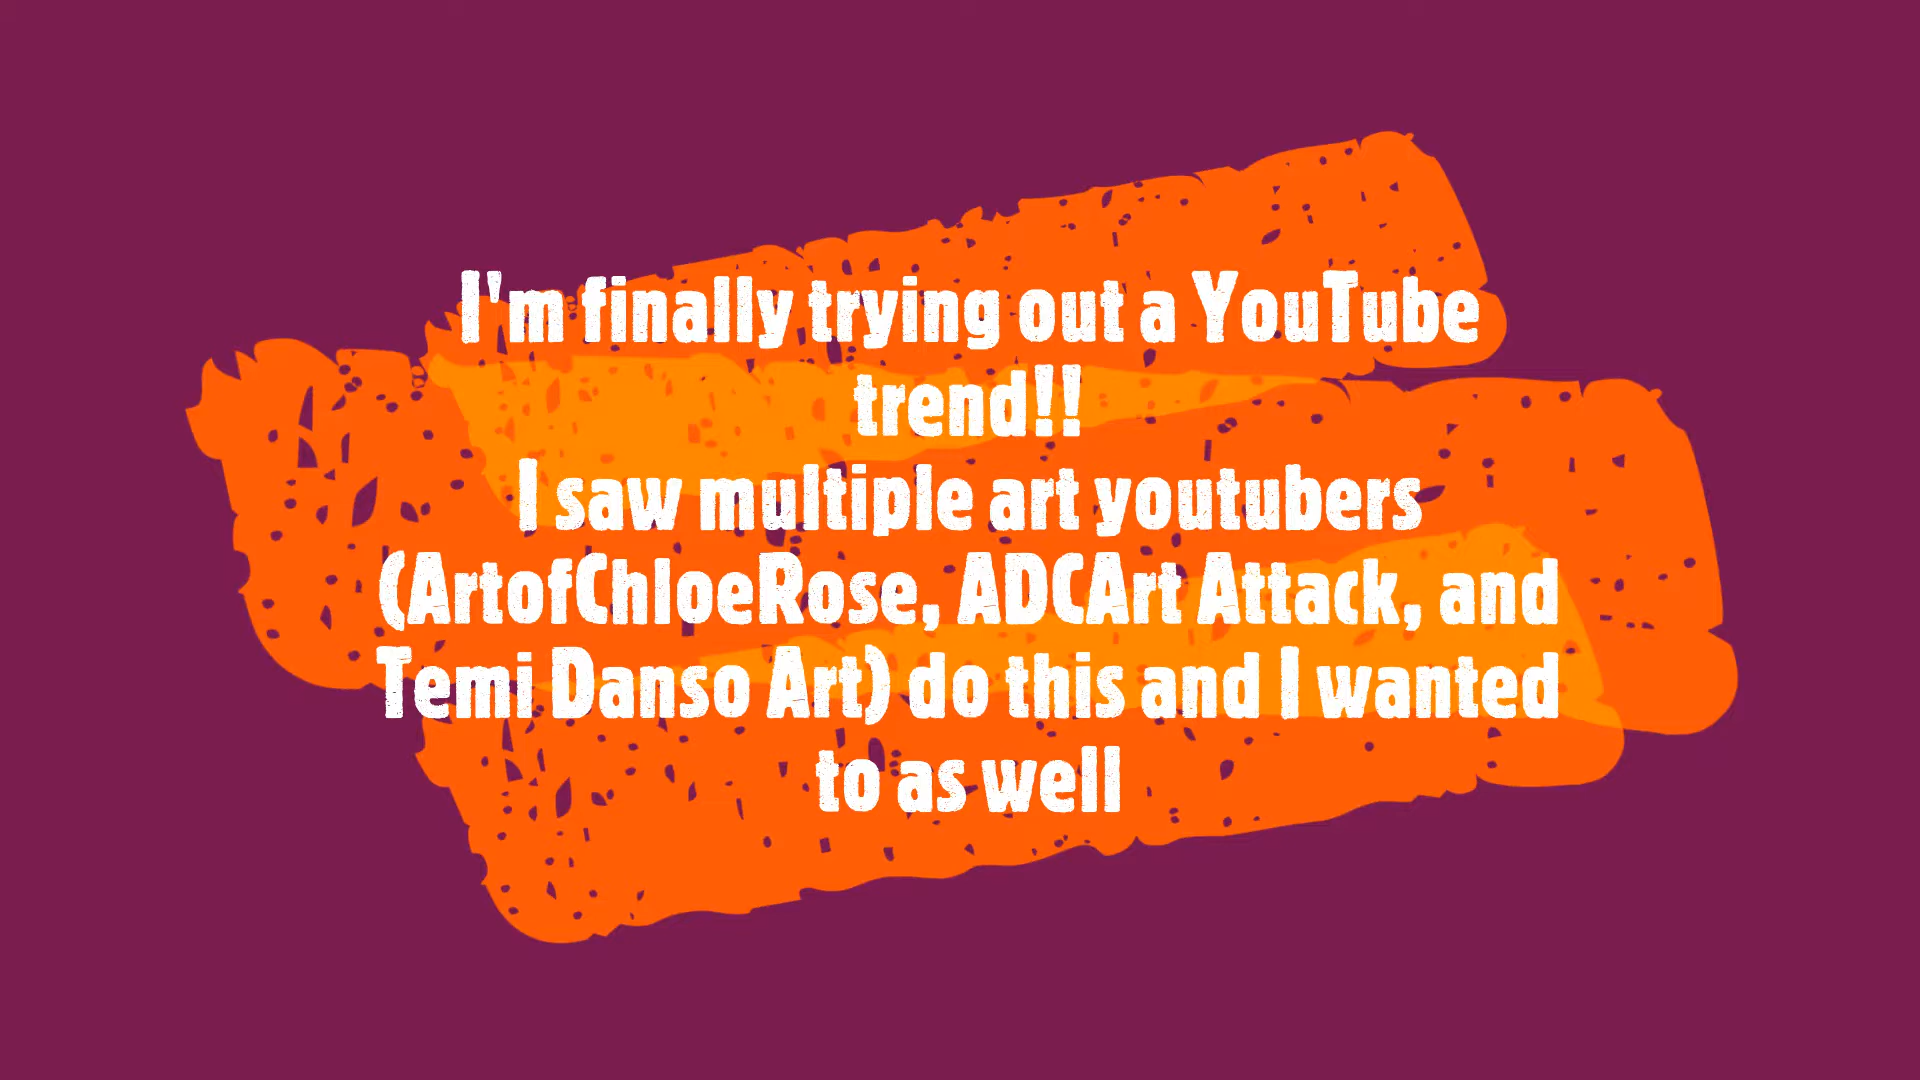 I'm finally trying out a YouTube
trend!!
I saw multiple art youtubers
(ArtofChloeRose, ADCArt Attack, and
Temi Danso Art) do this and I wanted
to as well